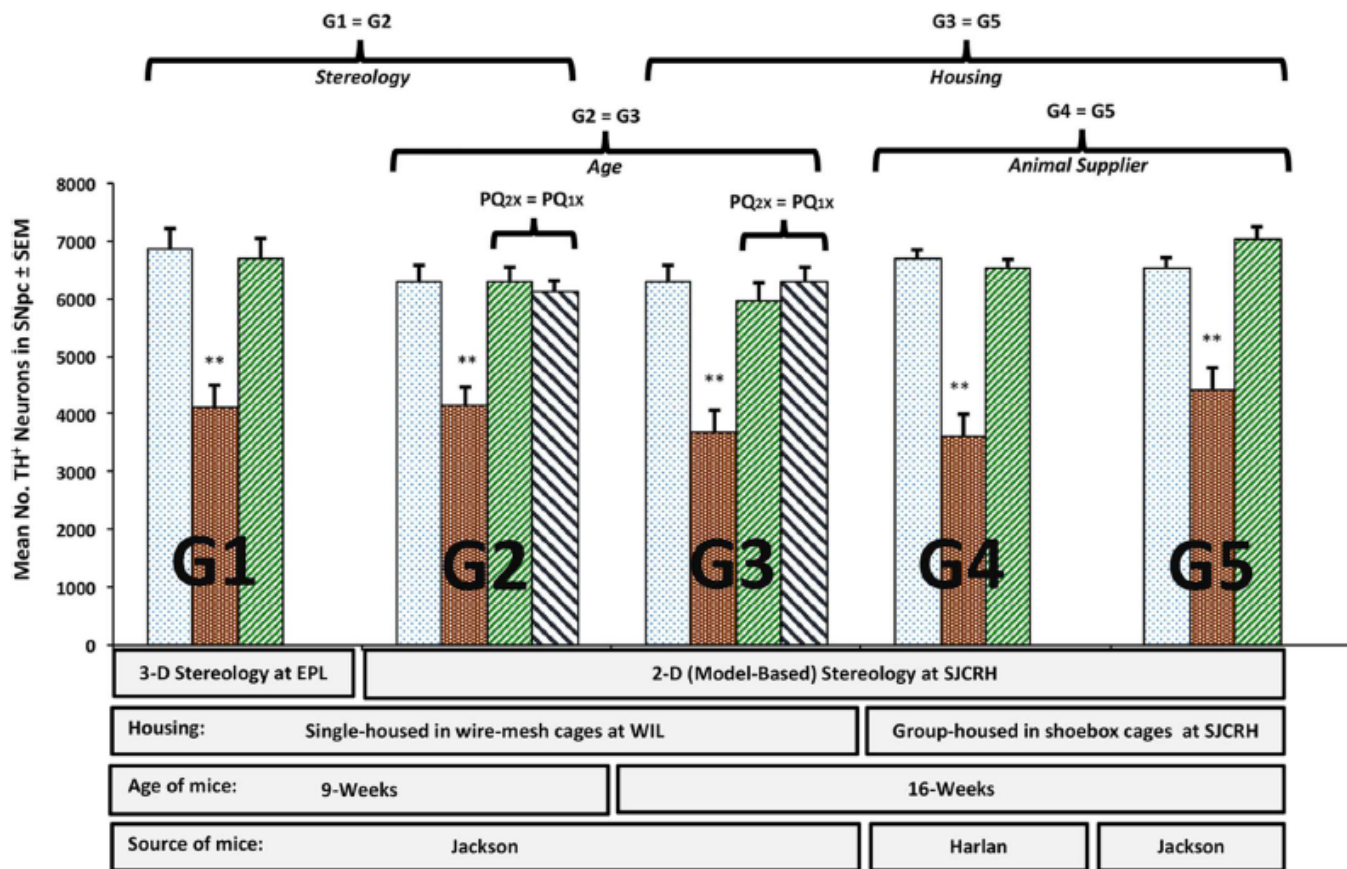 G1 = G2
G3 = G5
Stereology
Housing
G2 = G3
G4 = G5
Age
Animal Supplier
PQ2X = PQ1X
PQ2X = PQ1X
Mean No. TH⁺ Neurons in SNpc ± SEM
8000
7000
6000
5000
4000
3000
2000
1000
0
**
**
**
**
**
G1
G2
G3
G4
G5
3-D Stereology at EPL
2-D (Model-Based) Stereology at SJCRH
Housing: Single-housed in wire-mesh cages at WIL
Group-housed in shoebox cages at SJCRH
Age of mice: 9-Weeks
16-Weeks
Source of mice: Jackson
Harlan
Jackson